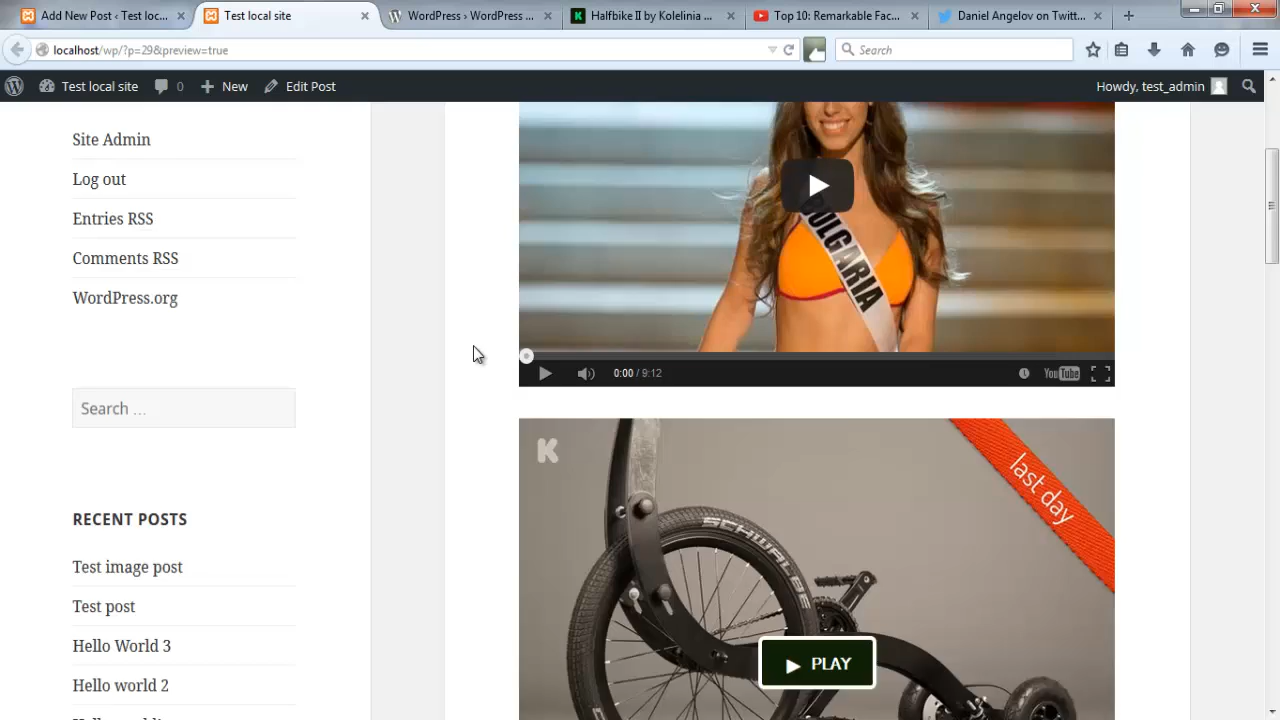 Add New Post ‹ Test loc...
Test local site
WordPress › WordPress ...
Halfbike II by Kolelinia ...
Top 10: Remarkable Fac...
Daniel Angelov on Twitt...
localhost/wp/?p=29&preview=true
Search
Test local site
0
New
Edit Post
Howdy, test_admin
Site Admin
Log out
Entries RSS
Comments RSS
WordPress.org
Search ...
RECENT POSTS
Test image post
Test post
Hello World 3
Hello world 2
BULGARIA
0:00 / 9:12
YouTube
K
last day
SCHWALBE
PLAY